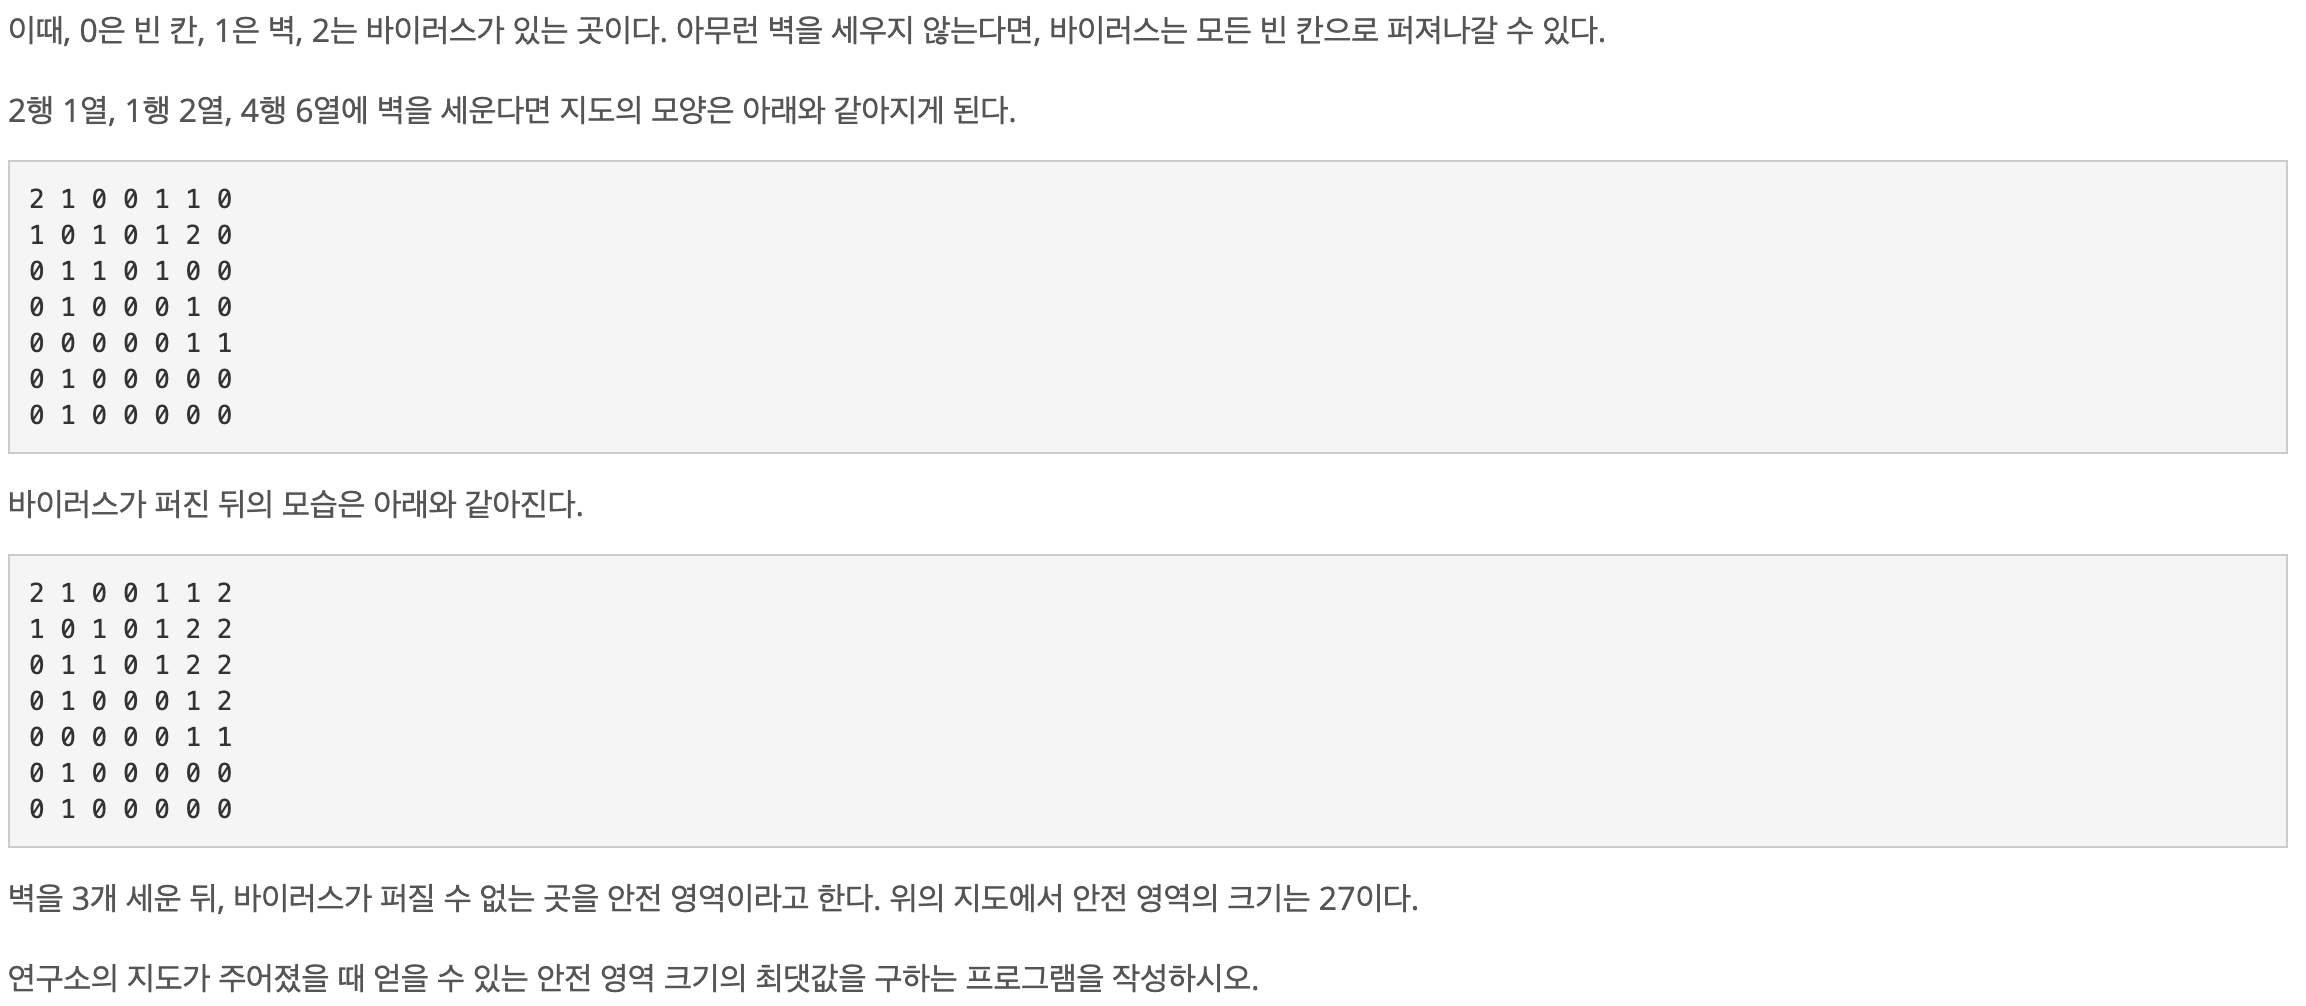 이때, 0은 빈 칸, 1은 벽, 2는 바이러스가 있는 곳이다. 아무런 벽을 세우지 않는다면, 바이러스는 모든 빈 칸으로 퍼져나갈 수 있다.
2행 1열, 1행 2열, 4행 6열에 벽을 세운다면 지도의 모양은 아래와 같아지게 된다.
2 1 0 0 1 1 0
1 0 1 0 1 2 0
0 1 1 0 1 0 0
0 1 0 0 0 1 0
0 0 0 0 0 1 1
0 1 0 0 0 0 0
0 1 0 0 0 0 0
바이러스가 퍼진 뒤의 모습은 아래와 같아진다.
2 1 0 0 1 1 2
1 0 1 0 1 2 2
0 1 1 0 1 2 2
0 1 0 0 0 1 2
0 0 0 0 0 1 1
0 1 0 0 0 0 0
0 1 0 0 0 0 0
벽을 3개 세운 뒤, 바이러스가 퍼질 수 없는 곳을 안전 영역이라고 한다. 위의 지도에서 안전 영역의 크기는 27이다.
연구소의 지도가 주어졌을 때 얻을 수 있는 안전 영역 크기의 최댓값을 구하는 프로그램을 작성하시오.